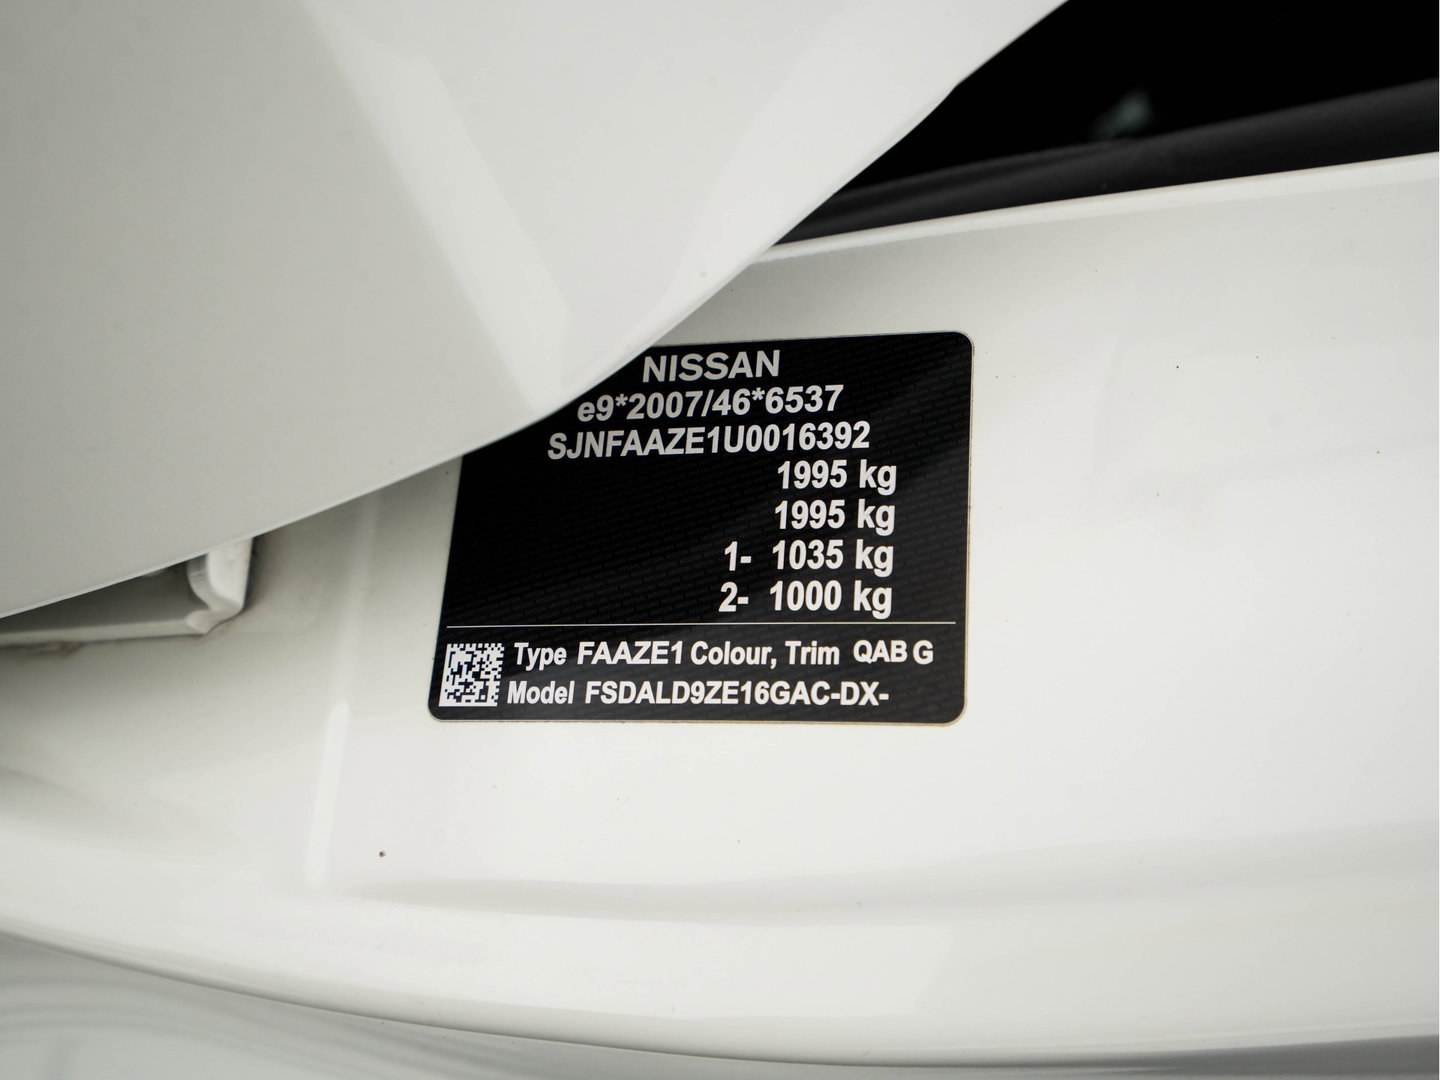 NISSAN
e9*2007/46*6537
SJNFAAZE1U0016392
1995 kg
1995 kg
1- 1035 kg
2- 1000 kg
Type FAAZE1 Colour, Trim QAB G
Model FSDALD9ZE16GAC-DX-